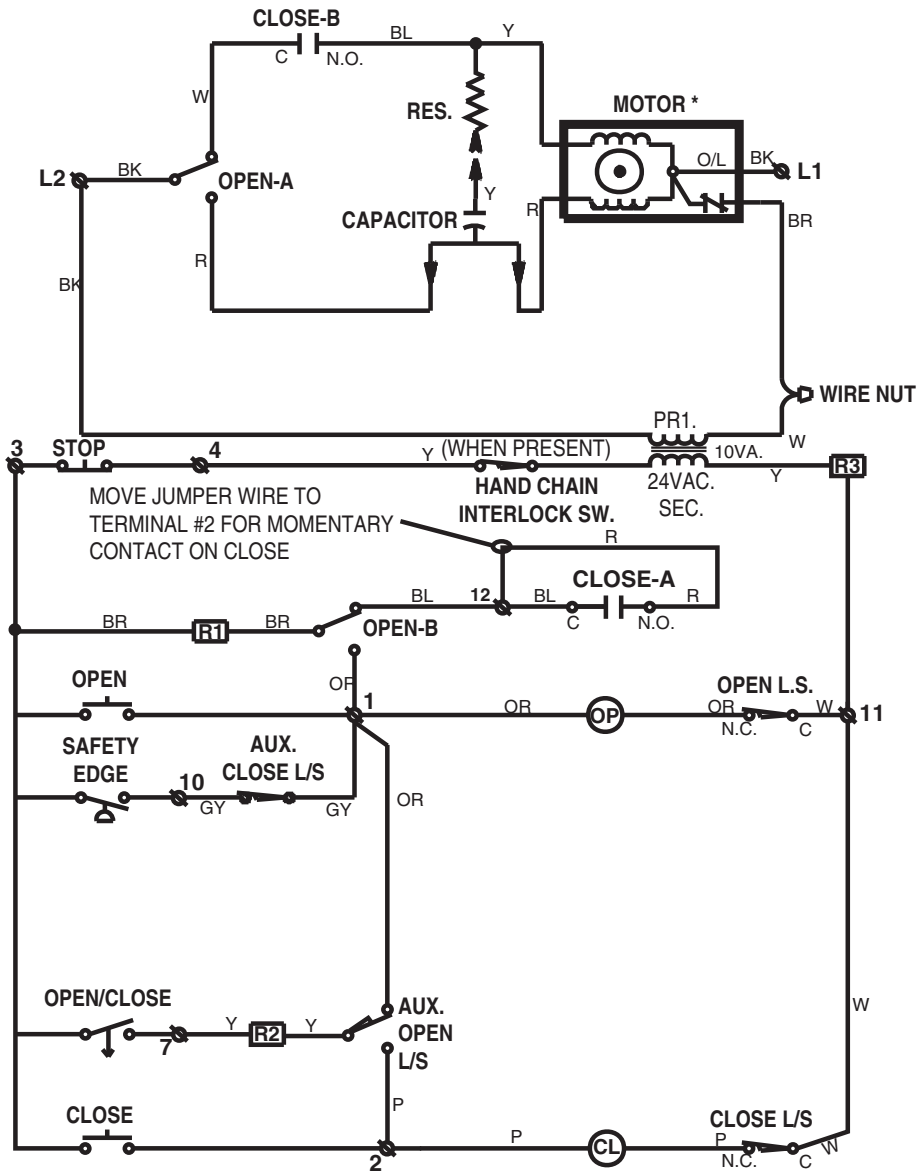 CLOSE-B
BL
Y
C
N.O.
W
RES.
MOTOR *
BK
L2
OPEN-A
O/L
BK
L1
Y
CAPACITOR
R
BR
R
BK
WIRE NUT
PR1.
10VA.
W
3
STOP
4
Y
(WHEN PRESENT)
Y
R3
HAND CHAIN
INTERLOCK SW.
24VAC.
SEC.
MOVE JUMPER WIRE TO
TERMINAL #2 FOR MOMENTARY
CONTACT ON CLOSE
R
CLOSE-A
BL
12
BL
R
C
N.O.
BR
R1
BR
OPEN-B
OPEN
OR
1
OR
OP
OPEN L.S.
OR
W
11
N.C.
C
SAFETY
EDGE
AUX.
CLOSE L/S
10
GY
GY
OR
OPEN/CLOSE
AUX.
OPEN
L/S
W
Y
R2
Y
7
P
CLOSE
CLOSE L/S
P
CL
P
W
N.C.
C
2